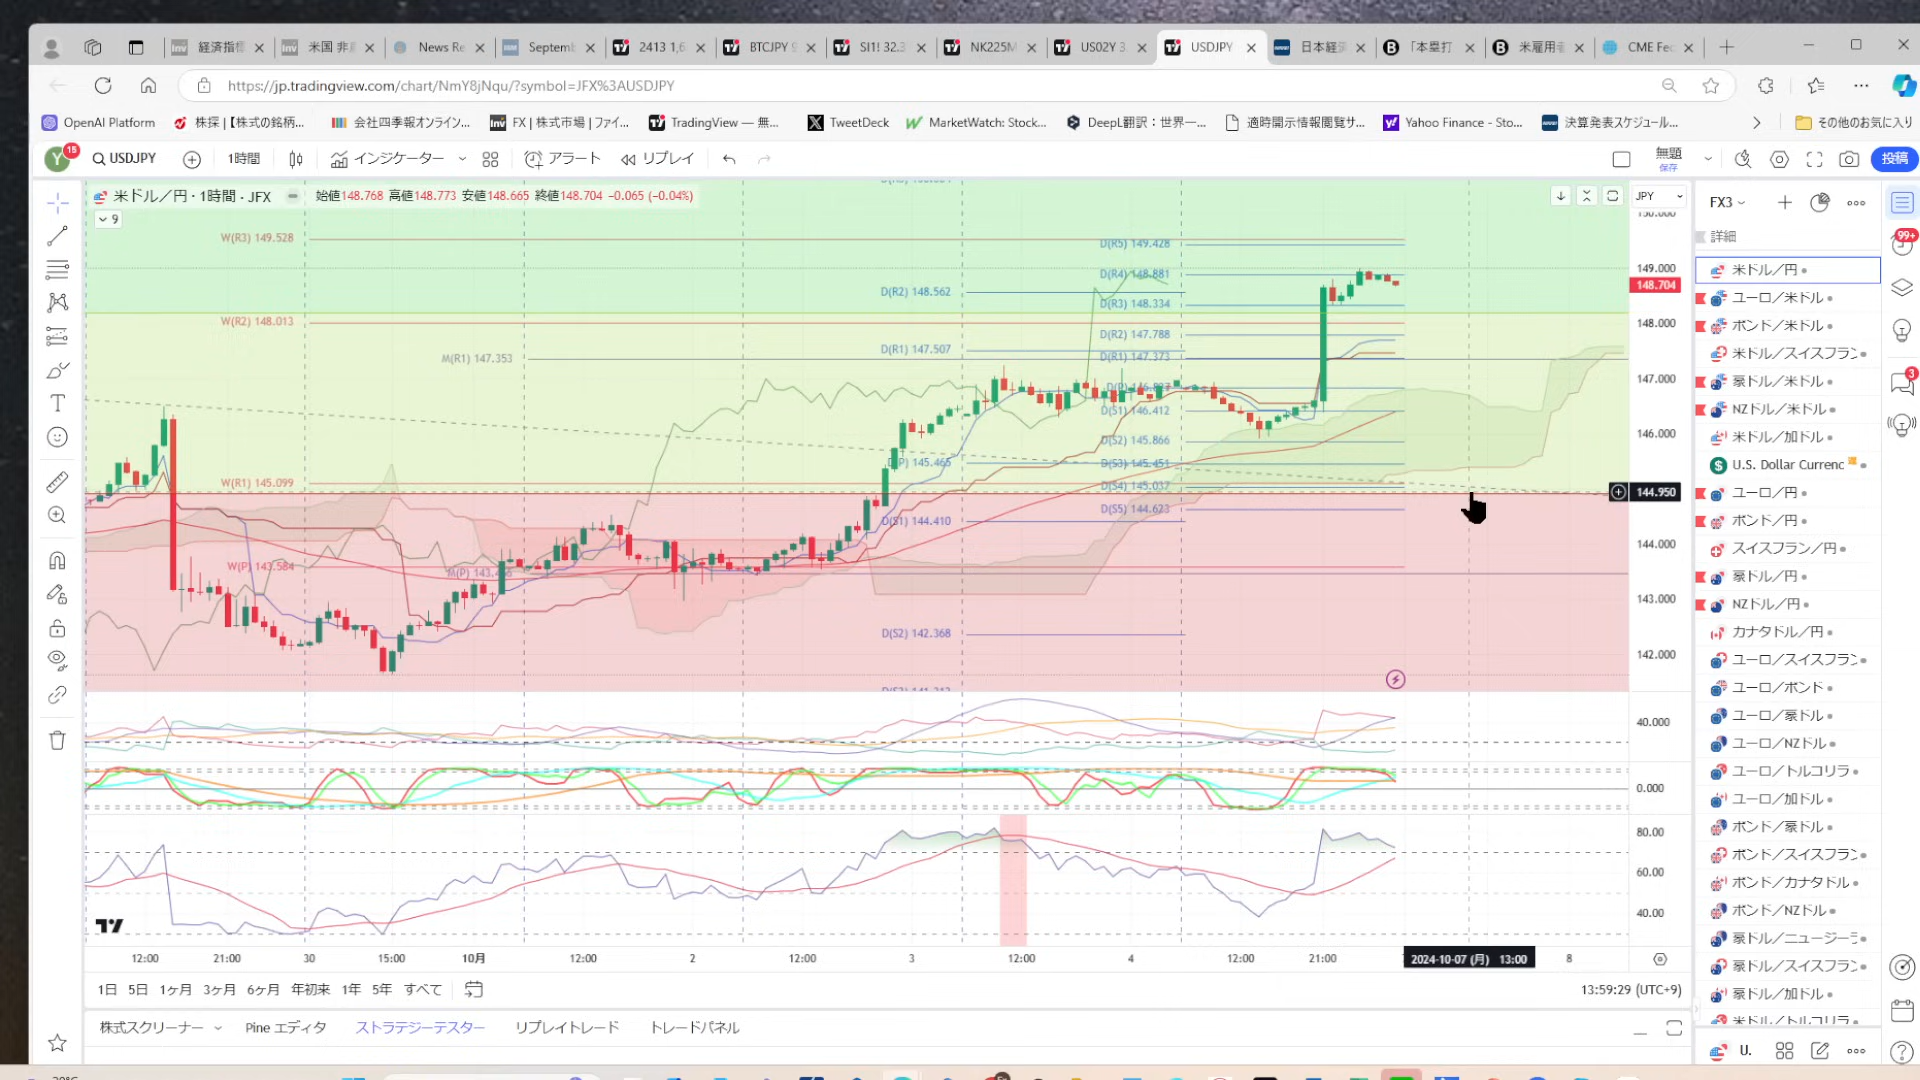 経済指標
米国 非
News Re
Septemb
2413 1,6
BTCJPY 9
SI1! 32.3
NK225M
US02Y 3.
USDJPY
日本経済
「本塁打
米雇用者
CME Fed
https://jp.tradingview.com/chart/NmY8jNqu/?symbol=JFX%3AUSDJPY
OpenAI Platform
株探 | 【株式の銘柄...
会社四季報オンライン...
FX | 株式市場 | ファイ...
TradingView — 無...
TweetDeck
MarketWatch: Stock...
DeepL翻訳：世界一...
適時開示情報閲覧サ...
Yahoo Finance - Sto...
決算発表スケジュール...
その他のお気に入り
Y
15
USDJPY
1時間
インジケーター
アラート
リプレイ
無題
保存
投稿
米ドル／円 · 1時間 · JFX
始値148.768 高値148.773 安値148.665 終値148.704 −0.065 (−0.04%)
9
JPY
FX3
詳細
99+
3
W(R3) 149.528
W(R2) 148.013
M(R1) 147.353
W(R1) 145.099
W(P) 143.584
D(R2) 148.562
D(R1) 147.507
D(P) 145.465
D(S1) 144.410
D(S2) 142.368
D(R5) 149.428
D(R4) 148.881
D(R3) 148.334
D(R2) 147.788
D(R1) 147.373
D(S1) 146.412
D(S2) 145.866
D(S3) 145.451
D(S4) 145.037
D(S5) 144.623
150.000
149.000
148.704
148.000
147.000
146.000
144.950
144.000
143.000
142.000
40.000
0.000
80.00
60.00
40.00
12:00
21:00
30
15:00
10月
12:00
2
12:00
3
12:00
4
12:00
21:00
2024-10-07 (月) 13:00
8
1日
5日
1ヶ月
3ヶ月
6ヶ月
年初来
1年
5年
すべて
13:59:29 (UTC+9)
株式スクリーナー
Pine エディタ
ストラテジーテスター
リプレイトレード
トレードパネル
米ドル／円
ユーロ／米ドル
ポンド／米ドル
米ドル／スイスフラン
豪ドル／米ドル
NZドル／米ドル
米ドル／加ドル
U.S. Dollar Currenc
ユーロ／円
ポンド／円
スイスフラン／円
豪ドル／円
NZドル／円
カナダドル／円
ユーロ／スイスフラン
ユーロ／ポンド
ユーロ／豪ドル
ユーロ／NZドル
ユーロ／トルコリラ
ユーロ／加ドル
ポンド／豪ドル
ポンド／スイスフラン
ポンド／カナダドル
ポンド／NZドル
豪ドル／ニュージーラ
豪ドル／スイスフラン
豪ドル／加ドル
米ドル／トルコリラ
U.